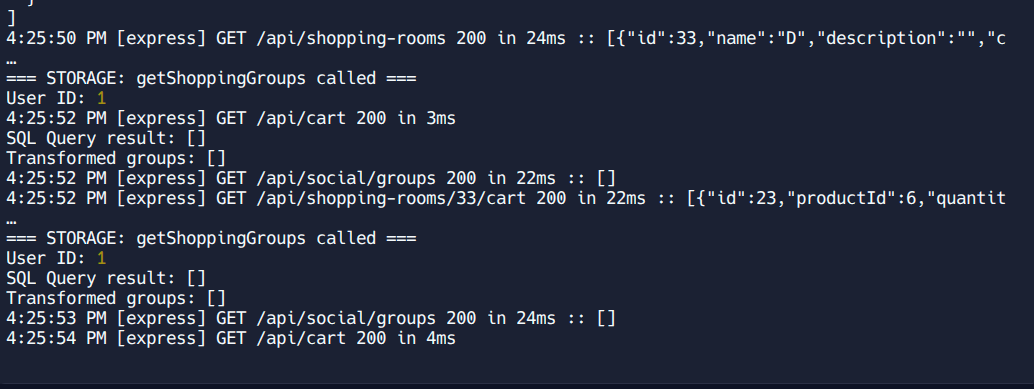 ]
4:25:50 PM [express] GET /api/shopping-rooms 200 in 24ms :: [{"id":33,"name":"D","description":"","c
…
=== STORAGE: getShoppingGroups called ===
User ID: 1
4:25:52 PM [express] GET /api/cart 200 in 3ms
SQL Query result: []
Transformed groups: []
4:25:52 PM [express] GET /api/social/groups 200 in 22ms :: []
4:25:52 PM [express] GET /api/shopping-rooms/33/cart 200 in 22ms :: [{"id":23,"productId":6,"quantit
…
=== STORAGE: getShoppingGroups called ===
User ID: 1
SQL Query result: []
Transformed groups: []
4:25:53 PM [express] GET /api/social/groups 200 in 24ms :: []
4:25:54 PM [express] GET /api/cart 200 in 4ms